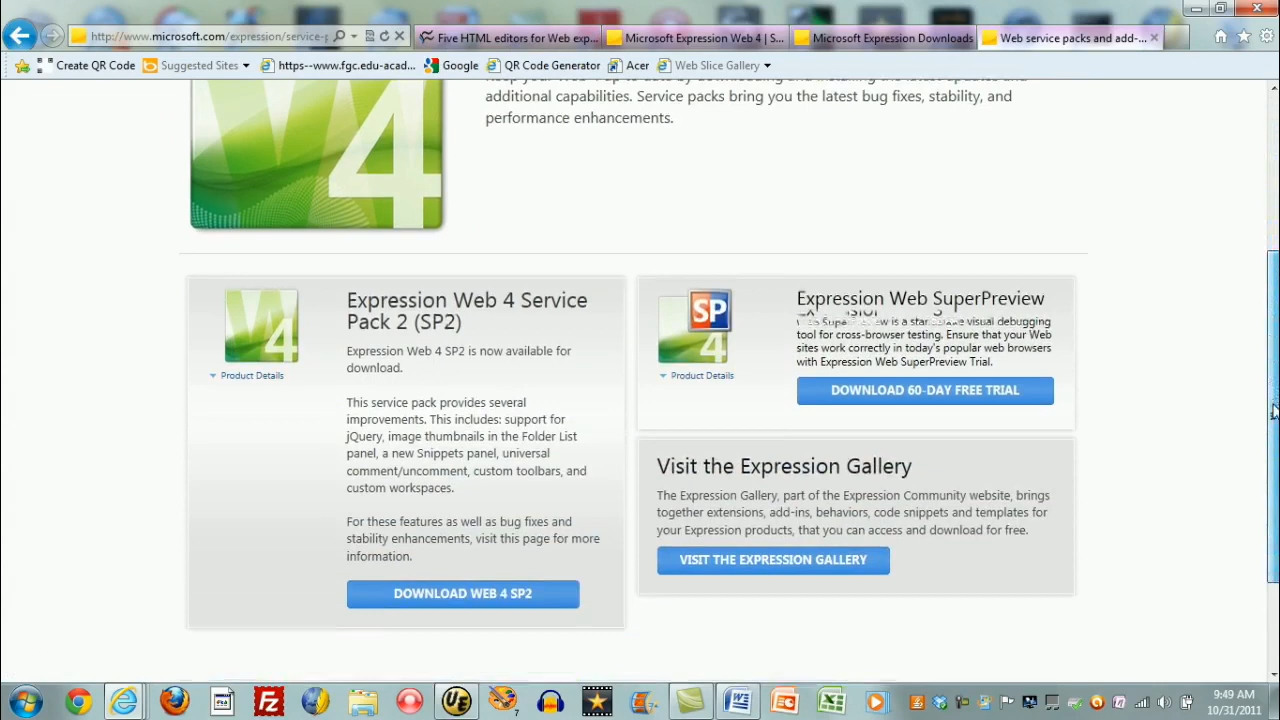 http://www.microsoft.com/expression/service-p
Five HTML editors for Web exp...
Microsoft Expression Web 4 | S...
Microsoft Expression Downloads
Web service packs and add-...
Create QR Code
Suggested Sites
https--www.fgc.edu-acad...
Google
QR Code Generator
Acer
Web Slice Gallery
additional capabilities. Service packs bring you the latest bug fixes, stability, and
performance enhancements.
W4
W4
Product Details
Expression Web 4 Service
Pack 2 (SP2)
Expression Web 4 SP2 is now available for
download.
This service pack provides several
improvements. This includes: support for
jQuery, image thumbnails in the Folder List
panel, a new Snippets panel, universal
comment/uncomment, custom toolbars, and
custom workspaces.
For these features as well as bug fixes and
stability enhancements, visit this page for more
information.
DOWNLOAD WEB 4 SP2
SP
4
Product Details
Expression Web SuperPreview
Web SuperPreview is a standalone visual debugging
tool for cross-browser testing. Ensure that your Web
sites work correctly in today's popular web browsers
with Expression Web SuperPreview Trial.
DOWNLOAD 60-DAY FREE TRIAL
Visit the Expression Gallery
The Expression Gallery, part of the Expression Community website, brings
together extensions, add-ins, behaviors, code snippets and templates for
your Expression products, that you can access and download for free.
VISIT THE EXPRESSION GALLERY
9:49 AM
10/31/2011